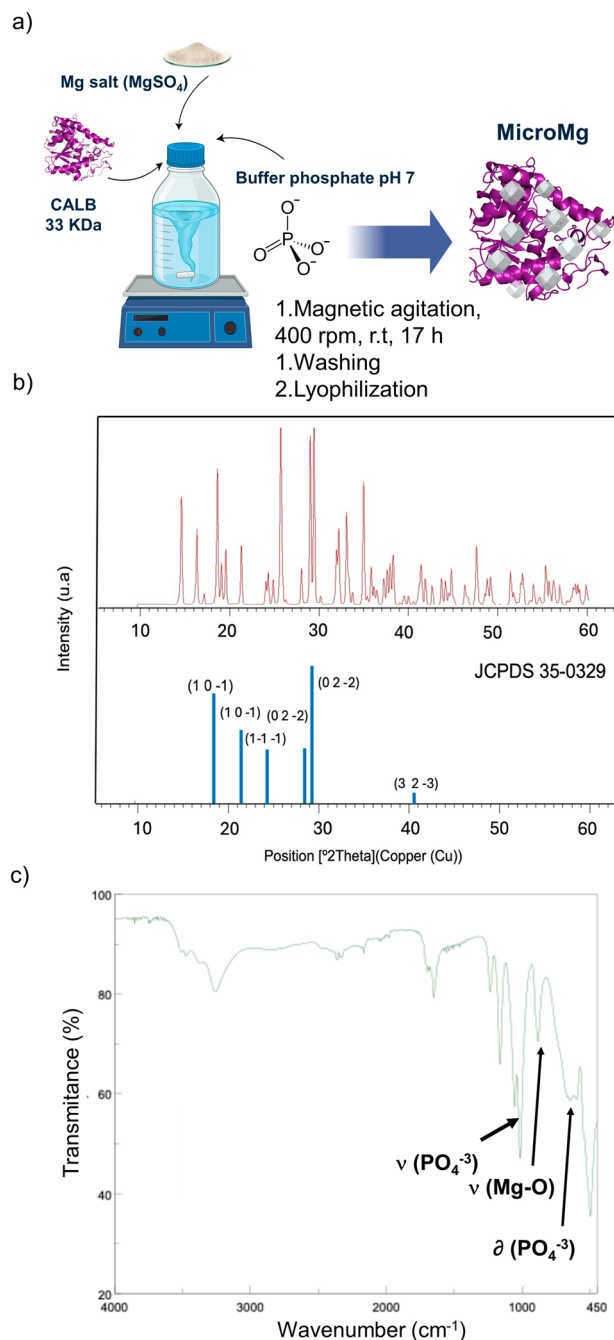 a)
Mg salt (MgSO₄)
MicroMg
Buffer phosphate pH 7
CALB
33 KDa
O⁻
O
P
O⁻
O⁻
1.Magnetic agitation,
400 rpm, r.t, 17 h
1.Washing
2.Lyophilization
b)
Intensity (u.a)
10 20 30 40 50 60
JCPDS 35-0329
(1 0 -1)
(0 2 -2)
(1 0 -1) (0 2 -2)
(1-1 -1)
(3 2 -3)
10 20 30 40 50 60
Position [º2Theta](Copper (Cu))
c)
Transmitance (%)
100
80
60
40
20
ν (PO₄⁻³)
ν (Mg-O)
∂ (PO₄⁻³)
4000 3000 2000 1000 450
Wavenumber (cm⁻¹)